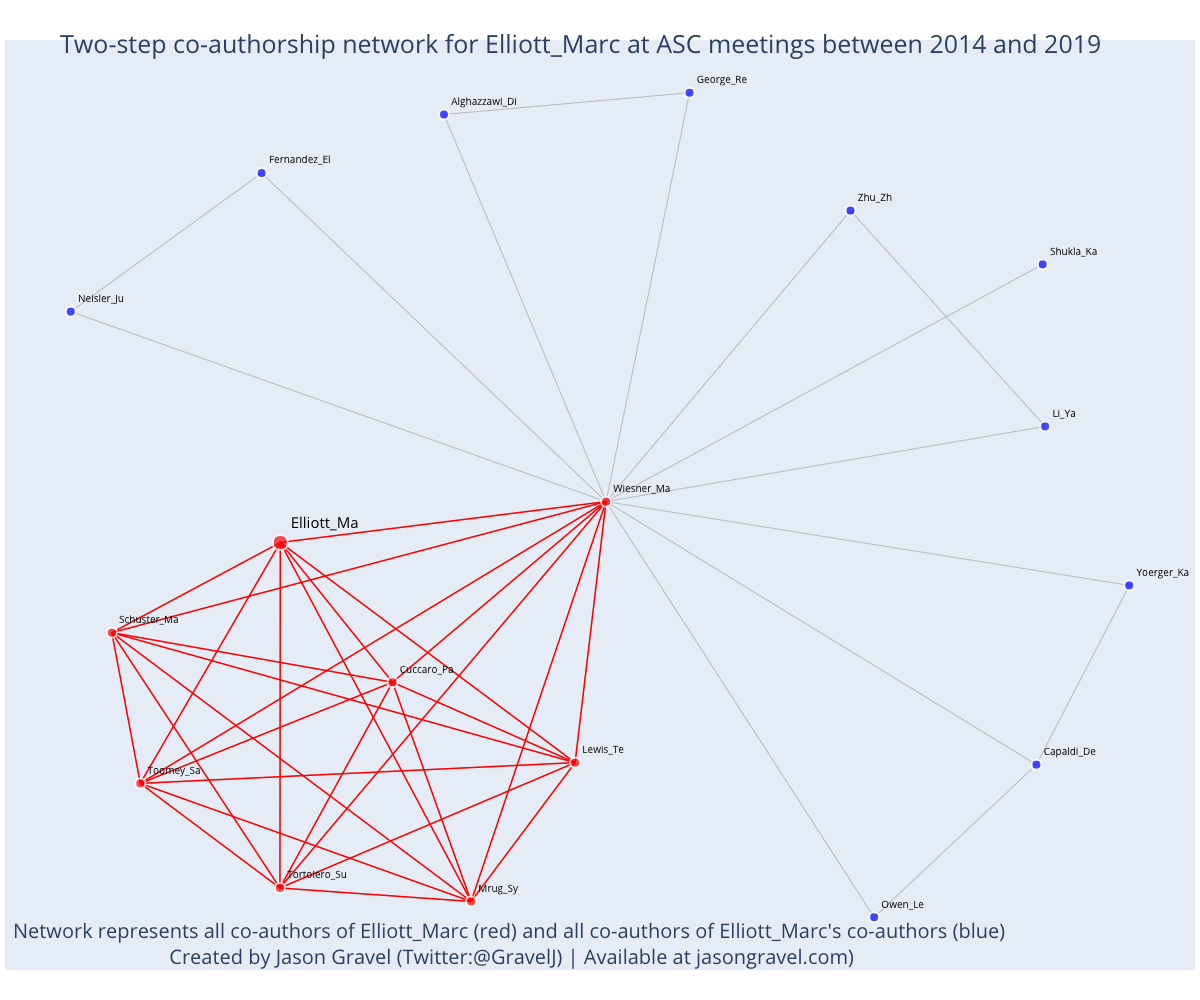 Two-step co-authorship network for Elliott_Marc at ASC meetings between 2014 and 2019
George_Re
Alghazzawi_Di
Fernandez_El
Zhu_Zh
Shukla_Ka
Neisler_Ju
Li_Ya
Wiesner_Ma
Elliott_Ma
Yoerger_Ka
Schuster_Ma
Cuccaro_Pa
Lewis_Te
Capaldi_De
Toomey_Sa
Tortolero_Su
Mrug_Sy
Owen_Le
Network represents all co-authors of Elliott_Marc (red) and all co-authors of Elliott_Marc's co-authors (blue)
Created by Jason Gravel (Twitter:@GravelJ) | Available at jasongravel.com)